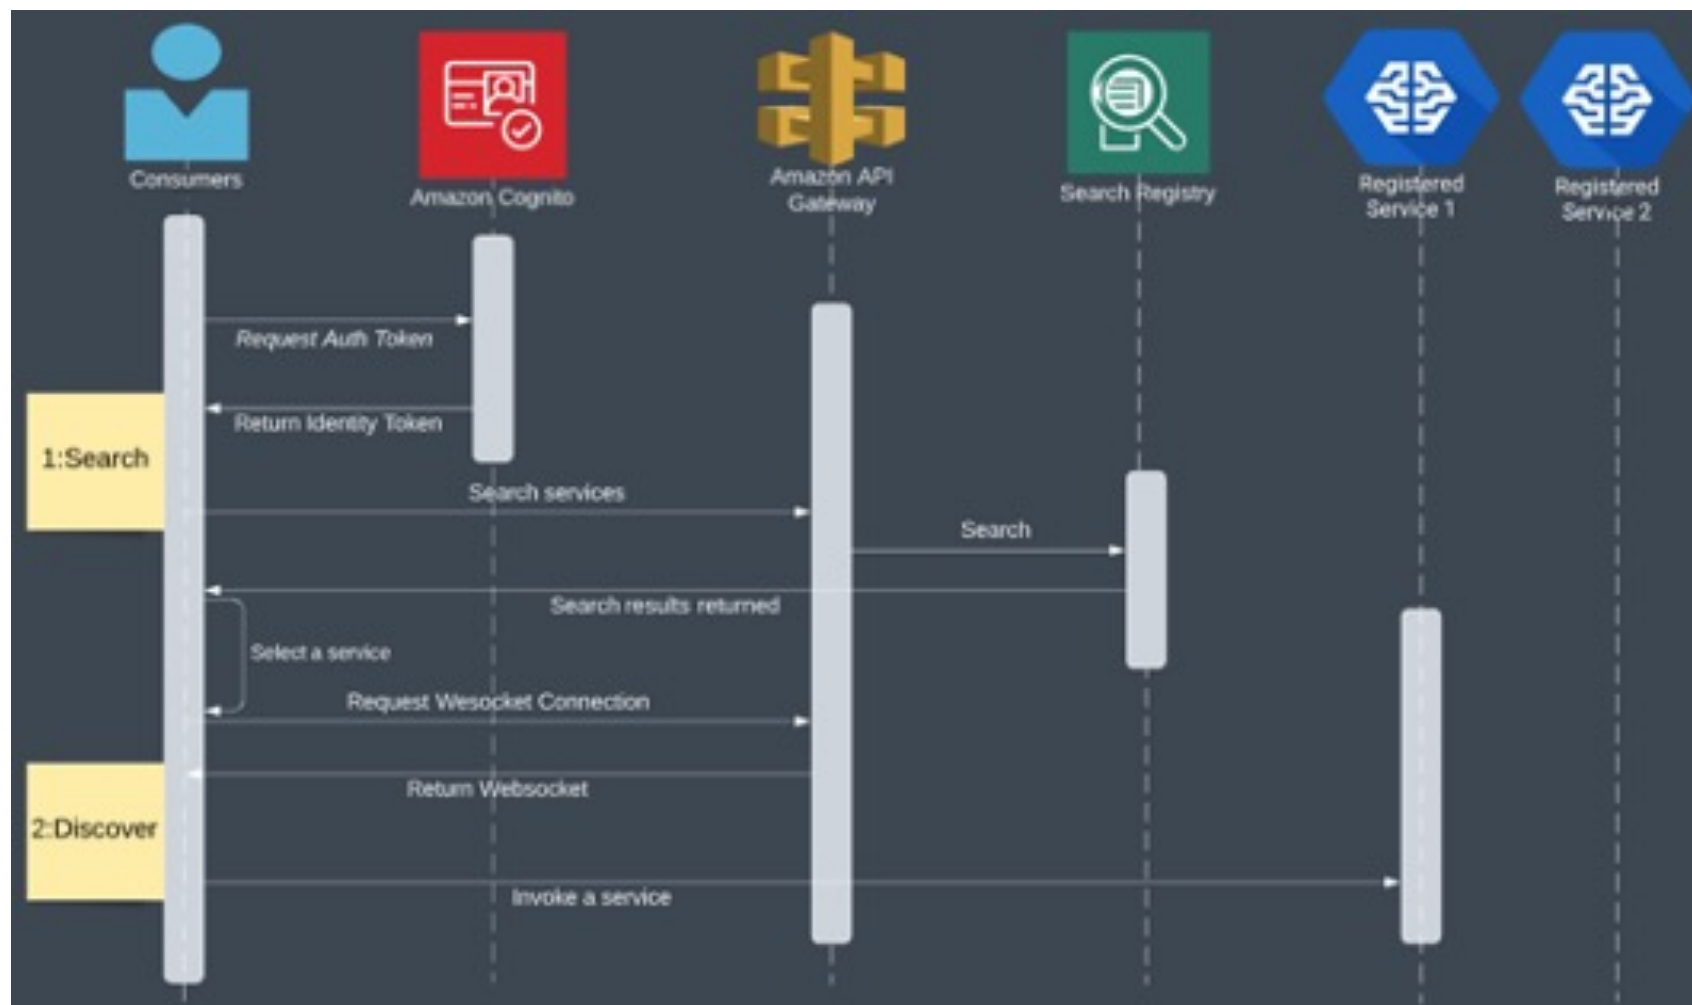 Consumers
Amazon Cognito
Amazon API
Gateway
Search Registry
Registered
Service 1
Registered
Service 2
Request Auth Token
Return Identity Token
1:Search
Search services
Search
Search results returned
Select a service
Request Wesocket Connection
Return Websocket
2:Discover
Invoke a service